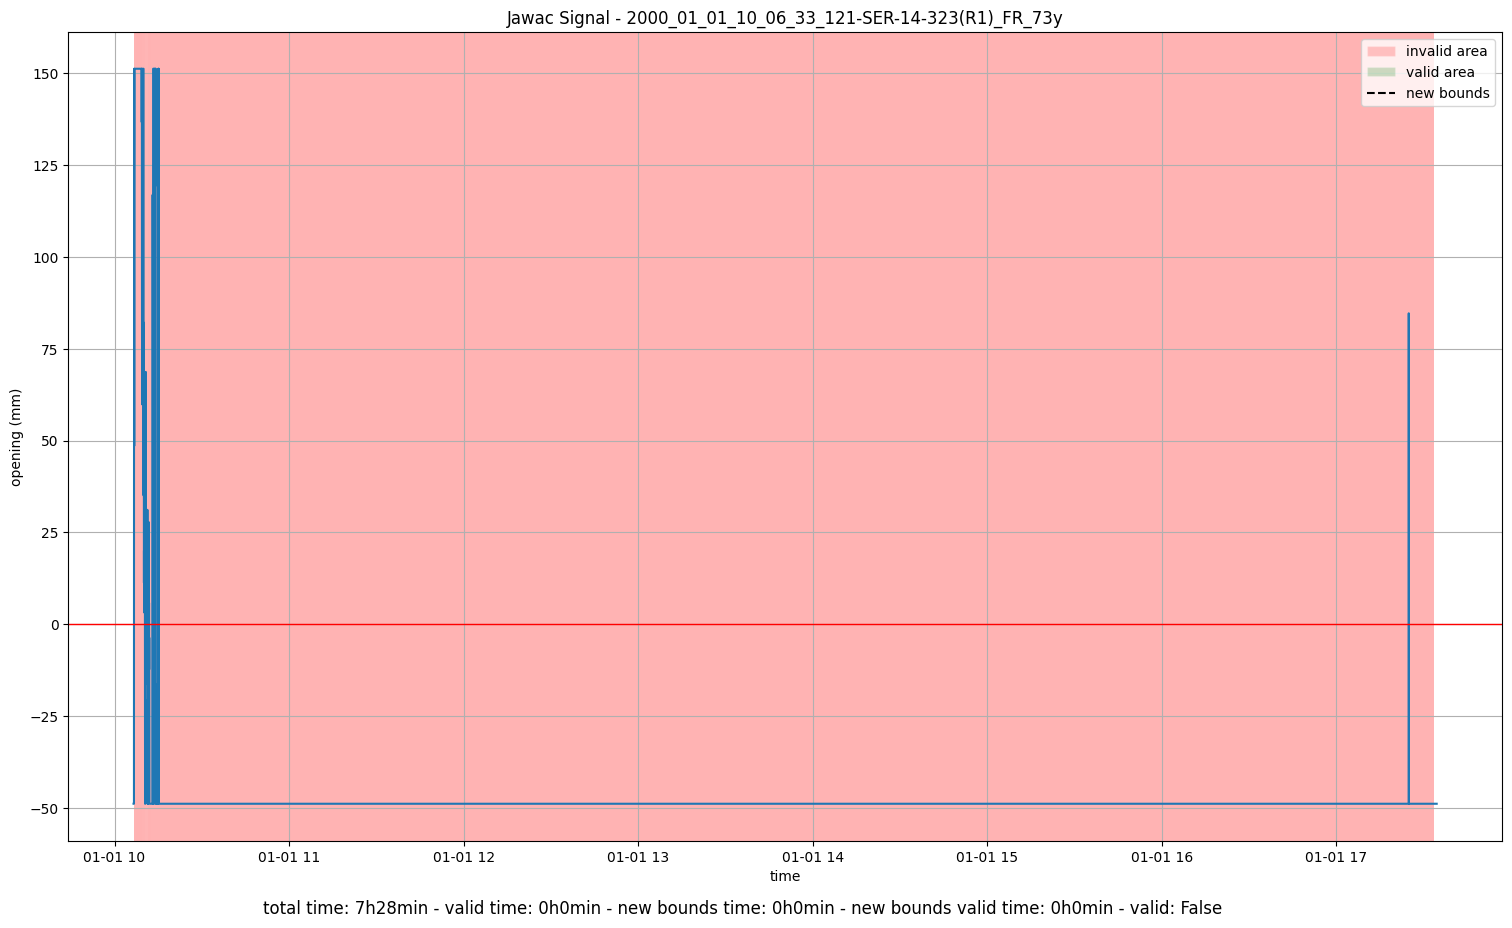 Jawac Signal - 2000_01_01_10_06_33_121-SER-14-323(R1)_FR_73y
invalid area
valid area
new bounds
opening (mm)
150
125
100
75
50
25
0
−25
−50
01-01 10
01-01 11
01-01 12
01-01 13
01-01 14
01-01 15
01-01 16
01-01 17
time
total time: 7h28min - valid time: 0h0min - new bounds time: 0h0min - new bounds valid time: 0h0min - valid: False